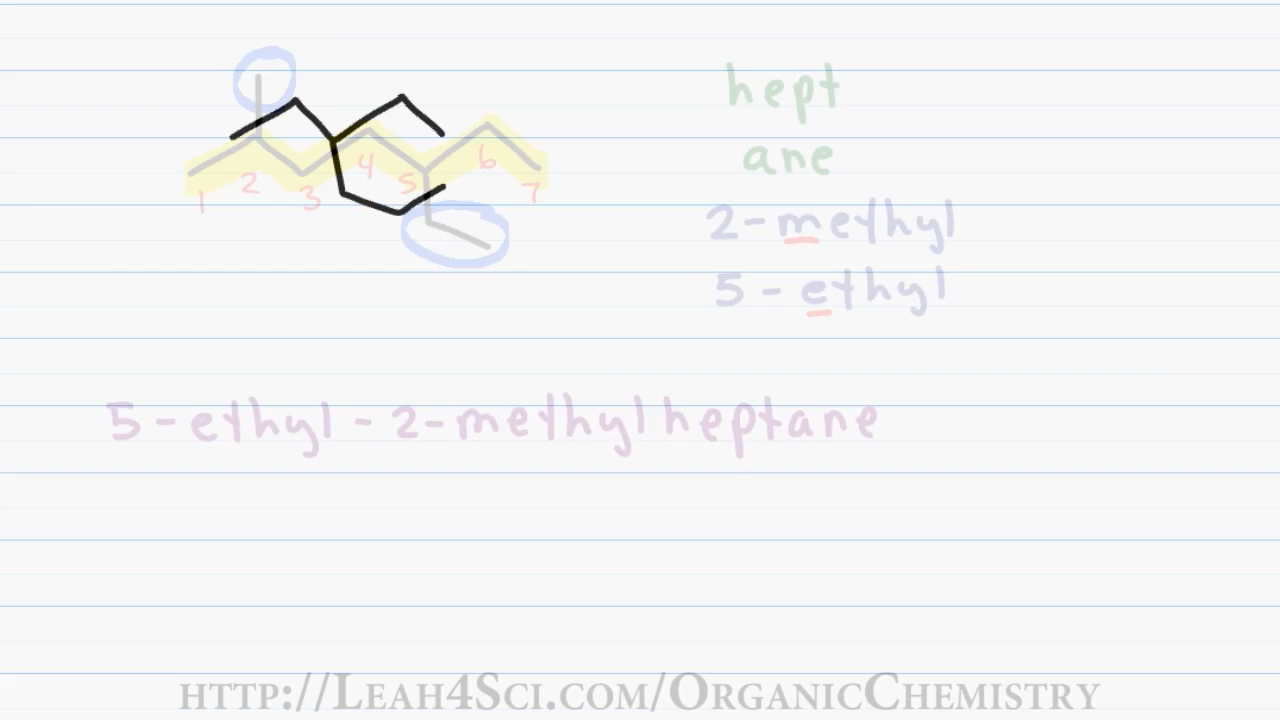 hept
ane
1 2 3 4 5 6 7
2-methyl
5-ethyl
5-ethyl-2-methylheptane
http://Leah4Sci.com/OrganicChemistry